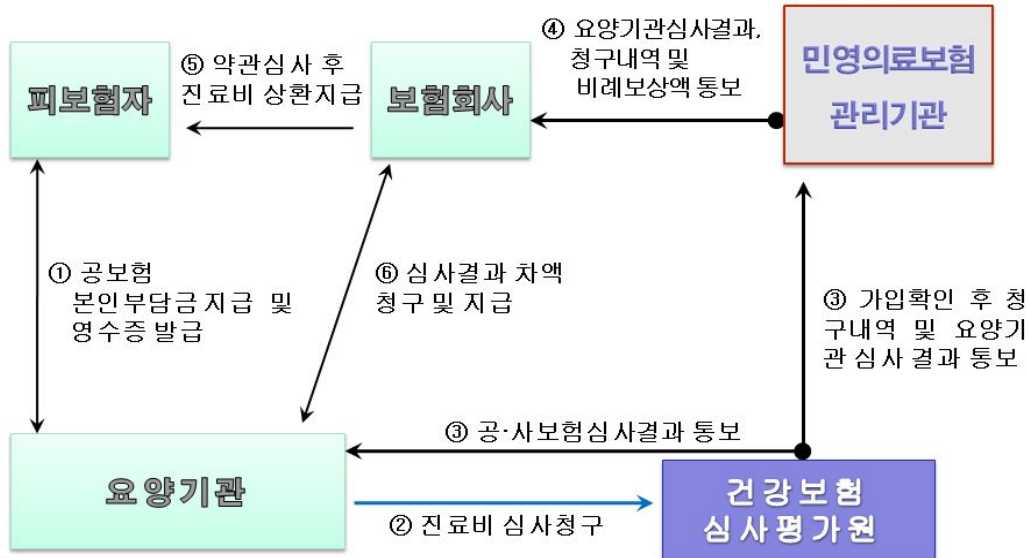 피보험자
⑤ 약관심사 후
진료비 상환지급
보험회사
④ 요양기관심사결과,
청구내역 및
비례보상액 통보
민영의료보험
관리기관
① 공보험
본인부담금 지급 및
영수증 발급
⑥ 심사결과 차액
청구 및 지급
③ 가입확인 후 청
구내역 및 요양기
관 심사 결과 통보
③ 공·사보험심사결과 통보
요양기관
② 진료비 심사청구
건강보험
심사평가원